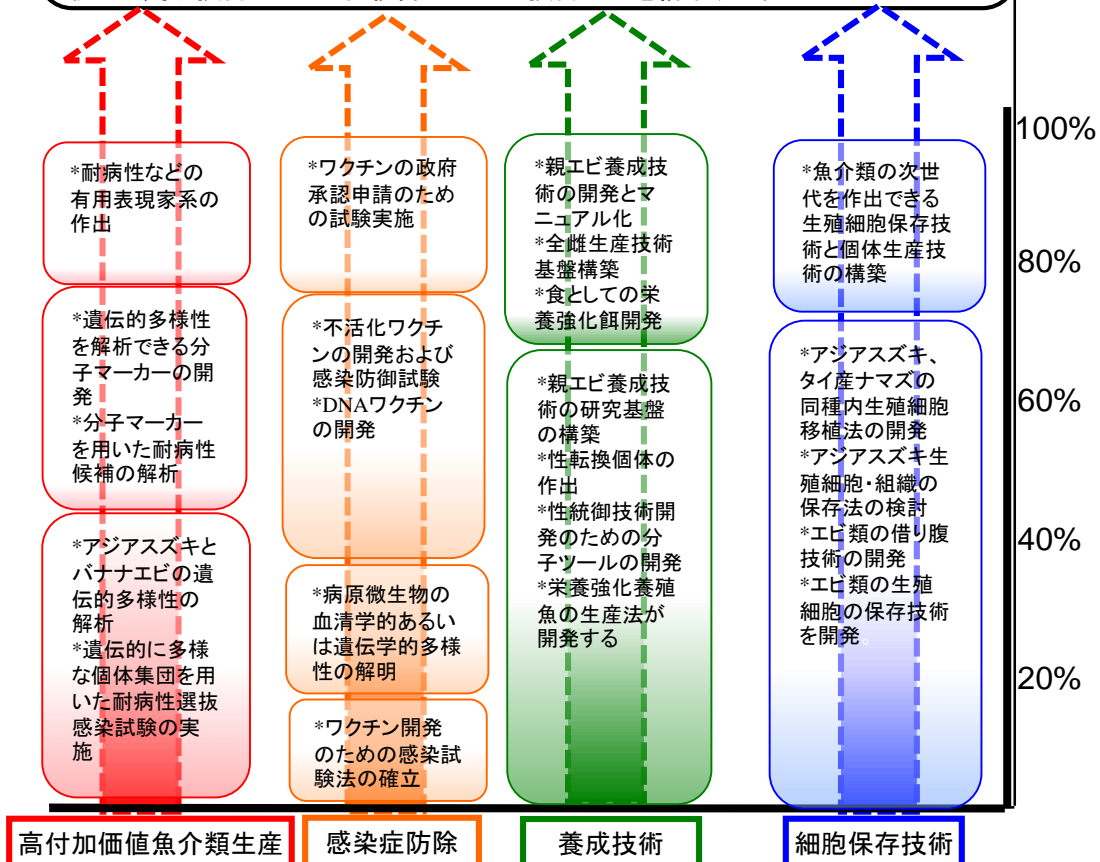 *耐病性などの
有用表現家系の
作出
*遺伝的多様性
を解析できる分
子マーカーの開
発
*分子マーカー
を用いた耐病性
候補の解析
*アジアスズキと
バナナエビの遺
伝的多様性の
解析
*遺伝的に多様
な個体集団を用
いた耐病性選抜
感染試験の実
施
高付加価値魚介類生産
*ワクチンの政府
承認申請のため
の試験実施
*不活化ワクチ
ンの開発および
感染防御試験
*DNAワクチン
の開発
*病原微生物の
血清学的あるい
は遺伝学的多様
性の解明
*ワクチン開発
のための感染試
験法の確立
感染症防除
*親エビ養成技
術の開発とマ
ニュアル化
*全雌生産技術
基盤構築
*食としての栄
養強化餌開発
*親エビ養成技
術の研究基盤
の構築
*性転換個体の
作出
*性統御技術開
発のための分
子ツールの開発
*栄養強化養殖
魚の生産法が
開発する
養成技術
*魚介類の次世
代を作出できる
生殖細胞保存技
術と個体生産技
術の構築
*アジアスズキ、
タイ産ナマズの
同種内生殖細胞
移植法の開発
*アジアスズキ生
殖細胞・組織の
保存法の検討
*エビ類の借り腹
技術の開発
*エビ類の生殖
細胞の保存技術
を開発。
細胞保存技術
100%
80%
60%
40%
20%